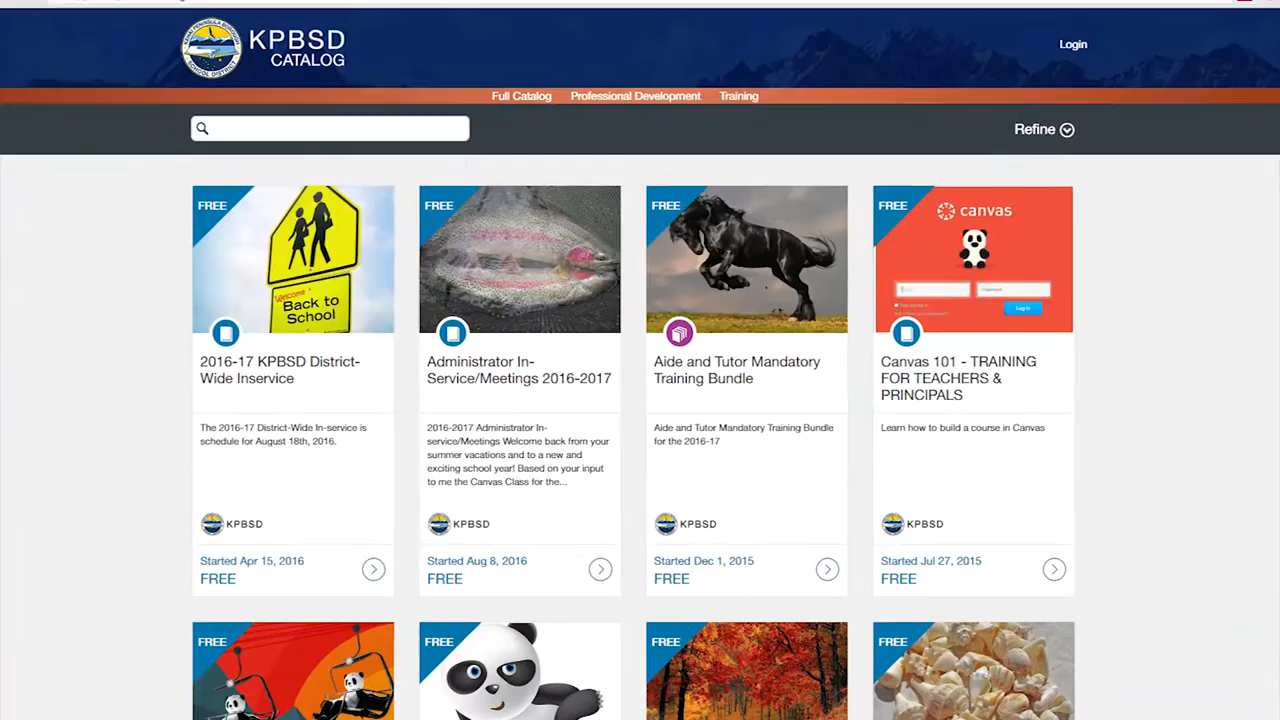 KPBSD
CATALOG
Login
Full Catalog Professional Development Training
Refine
FREE
FREE
FREE
FREE
Welcome
Back to
School
canvas
Log In
2016-17 KPBSD District-
Wide Inservice
Administrator In-
Service/Meetings 2016-2017
Aide and Tutor Mandatory
Training Bundle
Canvas 101 - TRAINING
FOR TEACHERS &
PRINCIPALS
The 2016-17 District-Wide In-service is
schedule for August 18th, 2016.
2016-2017 Administrator In-
service/Meetings Welcome back from your
summer vacations and to a new and
exciting school year! Based on your input
to me the Canvas Class for the...
Aide and Tutor Mandatory Training Bundle
for the 2016-17
Learn how to build a course in Canvas
KPBSD
KPBSD
KPBSD
KPBSD
Started Apr 15, 2016
FREE
Started Aug 8, 2016
FREE
Started Dec 1, 2015
FREE
Started Jul 27, 2015
FREE
FREE
FREE
FREE
FREE